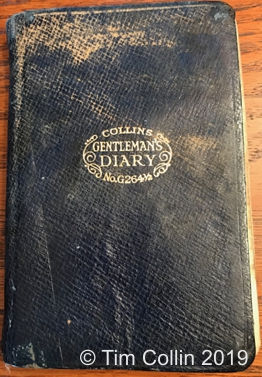 COLLINS
GENTLEMAN'S
DIARY
No. G264½
© Tim Collin 2019